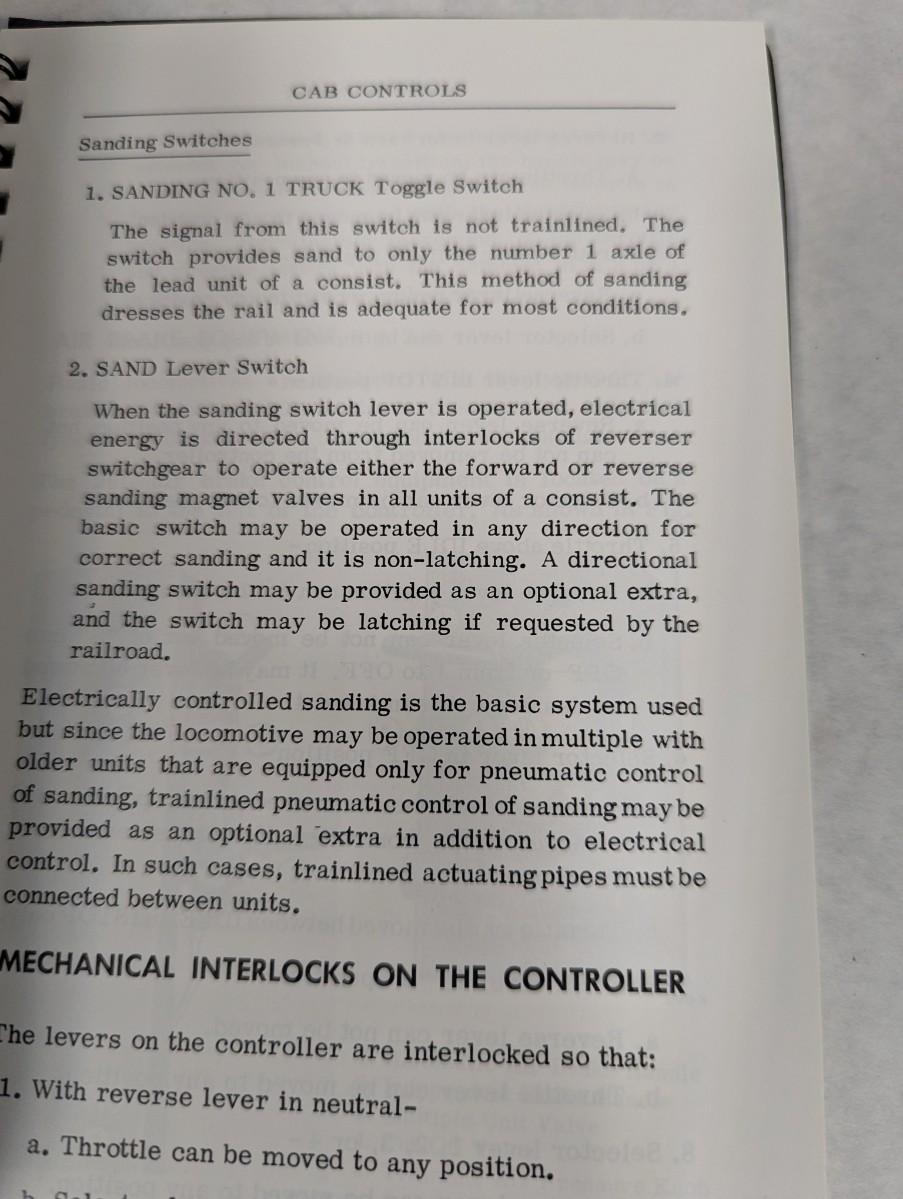 CAB CONTROLS
Sanding Switches
1. SANDING NO. 1 TRUCK Toggle Switch
The signal from this switch is not trainlined. The
switch provides sand to only the number 1 axle of
the lead unit of a consist. This method of sanding
dresses the rail and is adequate for most conditions.
2. SAND Lever Switch
When the sanding switch lever is operated, electrical
energy is directed through interlocks of reverser
switchgear to operate either the forward or reverse
sanding magnet valves in all units of a consist. The
basic switch may be operated in any direction for
correct sanding and it is non-latching. A directional
sanding switch may be provided as an optional extra,
and the switch may be latching if requested by the
railroad.
Electrically controlled sanding is the basic system used
but since the locomotive may be operated in multiple with
older units that are equipped only for pneumatic control
of sanding, trainlined pneumatic control of sanding may be
provided as an optional extra in addition to electrical
control. In such cases, trainlined actuating pipes must be
connected between units.
MECHANICAL INTERLOCKS ON THE CONTROLLER
The levers on the controller are interlocked so that:
1. With reverse lever in neutral-
a. Throttle can be moved to any position.